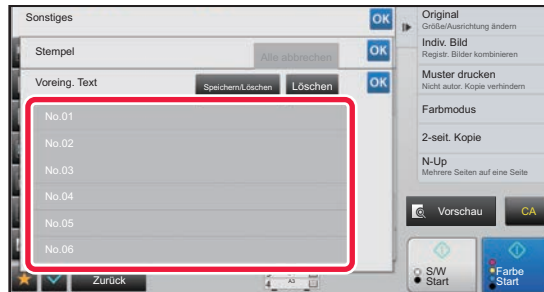 Sonstiges
OK
Stempel
Alle abbrechen
OK
Voreing. Text
Speichern/Löschen
Löschen
OK
No.01
No.02
No.03
No.04
No.05
No.06
Zurück
4
A3
Original
Größe/Ausrichtung ändern
Indiv. Bild
Registr. Bilder kombinieren
Muster drucken
Nicht autor. Kopie verhindern
Farbmodus
2-seit. Kopie
N-Up
Mehrere Seiten auf eine Seite
Vorschau
CA
S/W
Start
Farbe
Start